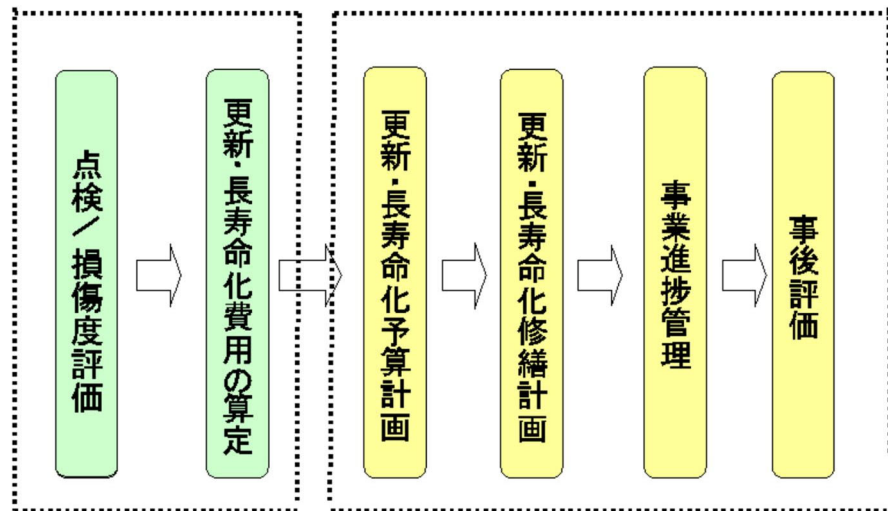 点検／損傷度評価
更新・長寿命化費用の算定
更新・長寿命化予算計画
更新・長寿命化修繕計画
事業進捗管理
事後評価